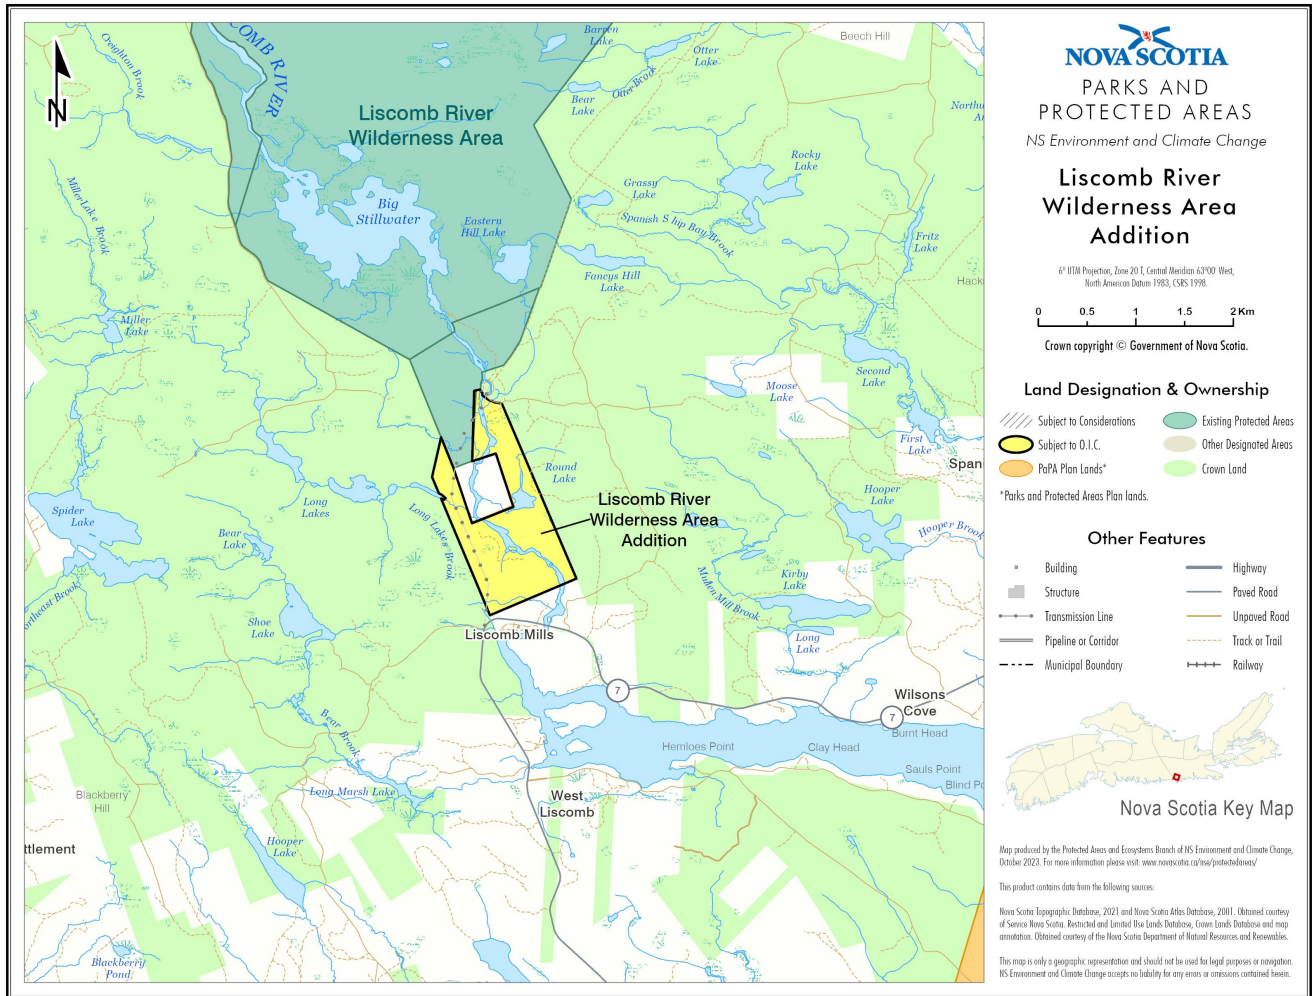 COMB RIVER
Creighton Brook
Barren
Lake
Otter
Lake
Beech Hill
Otter Brook
Bear
Lake
N
Liscomb River
Wilderness Area
Rocky
Lake
Grassy
Lake
Miller Lake Brook
Big
Stillwater
Eastern
Hill Lake
Spanish Ship Bay Brook
Fritz
Lake
Fancys Hill
Lake
Hack
Miller
Lake
Moose
Lake
Second
Lake
First
Lake
Span
Round
Lake
Hooper
Lake
Liscomb River
Wilderness Area
Addition
Long
Lakes
Spider
Lake
Bear
Lake
Long Lakes Brook
Hooper Brook
Kirby
Lake
Mullen Mill Brook
ortheast Brook
Shoe
Lake
Liscomb Mills
Long
Lake
7
Wilsons
Cove
7
Burnt Head
Bear Brook
Hemloes Point
Clay Head
Sauls Point
Blind Po
Blackberry
Hill
Long Marsh Lake
West
Liscomb
Hooper
Lake
ttlement
Blackberry
Pond
NOVA SCOTIA
PARKS AND
PROTECTED AREAS
NS Environment and Climate Change
Liscomb River
Wilderness Area
Addition
6° UTM Projection, Zone 20 T, Central Meridian 63°00' West,
North American Datum 1983, CSRS 1998.
0 0.5 1 1.5 2 Km
Crown copyright © Government of Nova Scotia.
Land Designation & Ownership
Subject to Considerations
Existing Protected Areas
Subject to O.I.C.
Other Designated Areas
PaPA Plan Lands*
Crown Land
*Parks and Protected Areas Plan lands.
Other Features
Building
Highway
Structure
Paved Road
Transmission Line
Unpaved Road
Pipeline or Corridor
Track or Trail
Municipal Boundary
Railway
Nova Scotia Key Map
Map produced by the Protected Areas and Ecosystems Branch of NS Environment and Climate Change,
October 2023. For more information please visit: www.novascotia.ca/nse/protectedareas/
This product contains data from the following sources:
Nova Scotia Topographic Database, 2021 and Nova Scotia Atlas Database, 2001. Obtained courtesy
of Service Nova Scotia. Restricted and Limited Use Lands Database, Crown Lands Database and map
annotation. Obtained courtesy of the Nova Scotia Department of Natural Resources and Renewables.
This map is only a geographic representation and should not be used for legal purposes or navigation.
NS Environment and Climate Change accepts no liability for any errors or omissions contained herein.